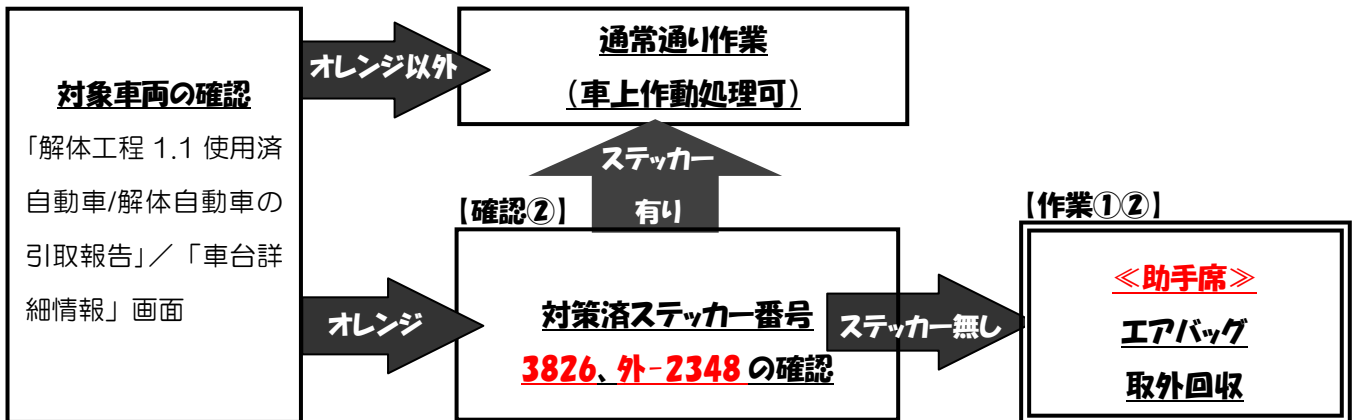 対象車両の確認
「解体工程 1.1 使用済
自動車/解体自動車の
引取報告」／「車台詳
細情報」画面
オレンジ以外
通常通り作業
（車上作動処理可）
オレンジ
【確認②】
ステッカー
有り
対策済ステッカー番号
3826、外-2348 の確認
ステッカー無し
【作業①②】
≪助手席≫
エアバッグ
取外回収